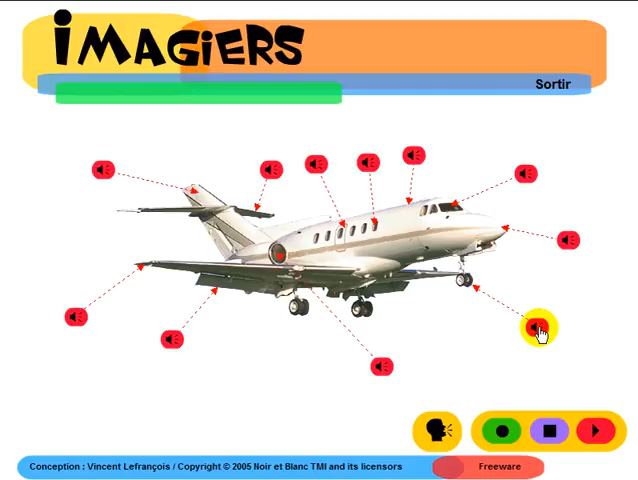 iMAGiERS
Sortir
Conception : Vincent Lefrançois / Copyright © 2005 Noir et Blanc TMI and its licensors
Freeware